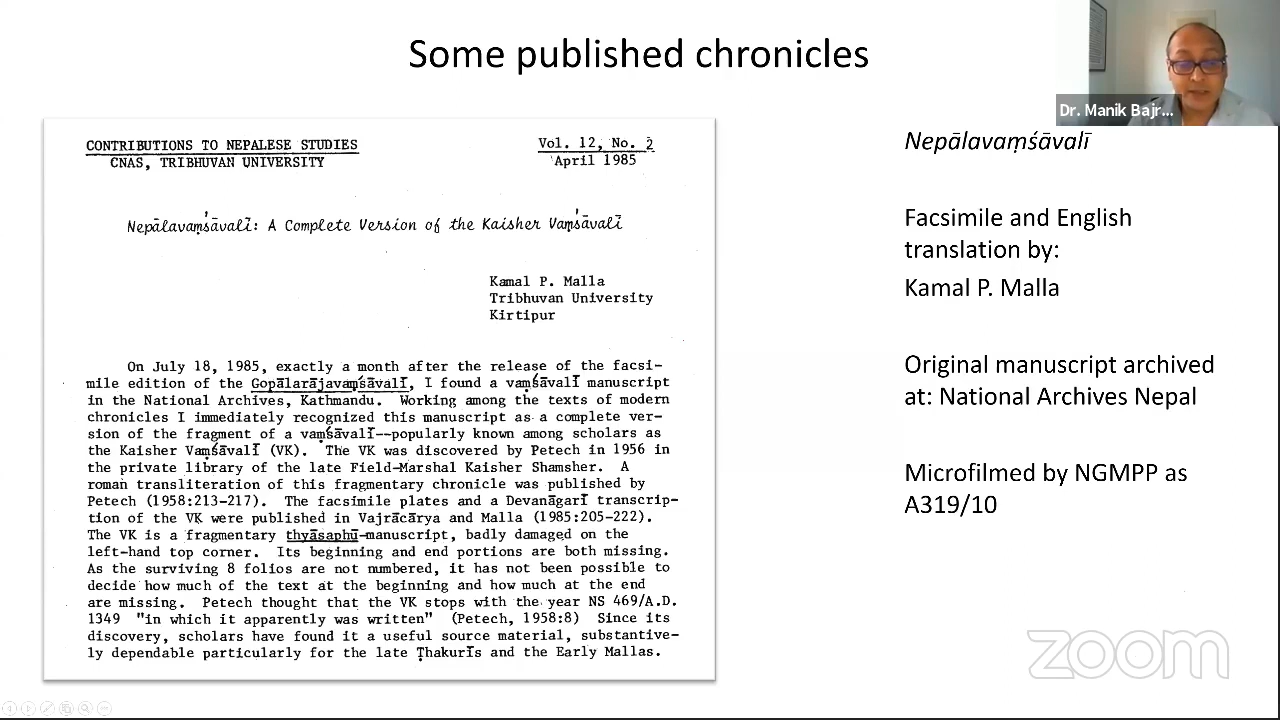 Some published chronicles
Dr. Manik Bajr...
CONTRIBUTIONS TO NEPALESE STUDIES
CNAS, TRIBHUVAN UNIVERSITY
Vol. 12, No. 2
April 1985
Nepālavaṃśāvalī: A Complete Version of the Kaisher Vaṃśāvalī
Kamal P. Malla
Tribhuvan University
Kirtipur
On July 18, 1985, exactly a month after the release of the facsi-
mile edition of the Gopālarājavaṃśāvalī, I found a vaṃśāvalī manuscript
in the National Archives, Kathmandu. Working among the texts of modern
chronicles I immediately recognized this manuscript as a complete ver-
sion of the fragment of a vaṃśāvalī--popularly known among scholars as
the Kaisher Vaṃśāvalī (VK). The VK was discovered by Petech in 1956 in
the private library of the late Field-Marshal Kaisher Shamsher. A
roman transliteration of this fragmentary chronicle was published by
Petech (1958:213-217). The facsimile plates and a Devanāgarī transcrip-
tion of the VK were published in Vajrācārya and Malla (1985:205-222).
The VK is a fragmentary thyāsaphū-manuscript, badly damaged on the
left-hand top corner. Its beginning and end portions are both missing.
As the surviving 8 folios are not numbered, it has not been possible to
decide how much of the text at the beginning and how much at the end
are missing. Petech thought that the VK stops with the year NS 469/A.D.
1349 "in which it apparently was written" (Petech, 1958:8) Since its
discovery, scholars have found it a useful source material, substantive-
ly dependable particularly for the late Ṭhakurīs and the Early Mallas.
Nepālavaṃśāvalī
Facsimile and English
translation by:
Kamal P. Malla
Original manuscript archived
at: National Archives Nepal
Microfilmed by NGMPP as
A319/10
zoom